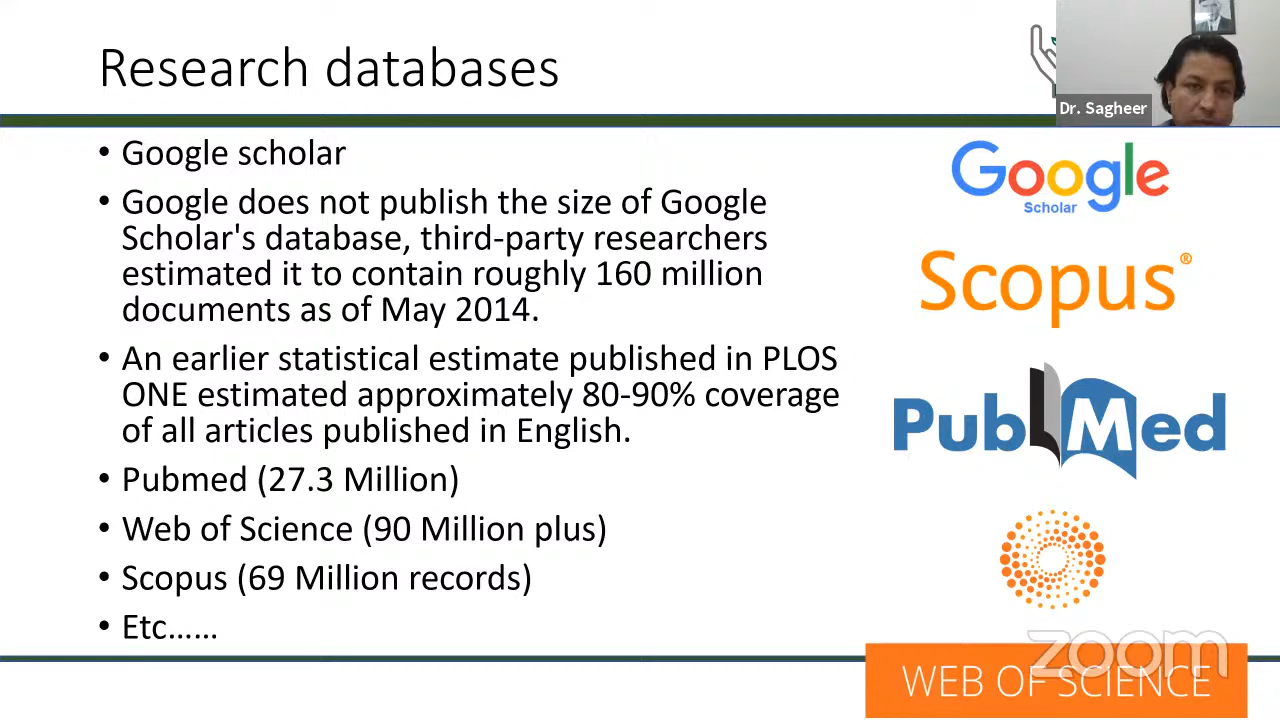 Research databases
Dr. Sagheer
• Google scholar
• Google does not publish the size of Google
Scholar's database, third-party researchers
estimated it to contain roughly 160 million
documents as of May 2014.
• An earlier statistical estimate published in PLOS
ONE estimated approximately 80-90% coverage
of all articles published in English.
• Pubmed (27.3 Million)
• Web of Science (90 Million plus)
• Scopus (69 Million records)
• Etc......
Google
Scholar
Scopus®
PubMed
zoom
WEB OF SCIENCE